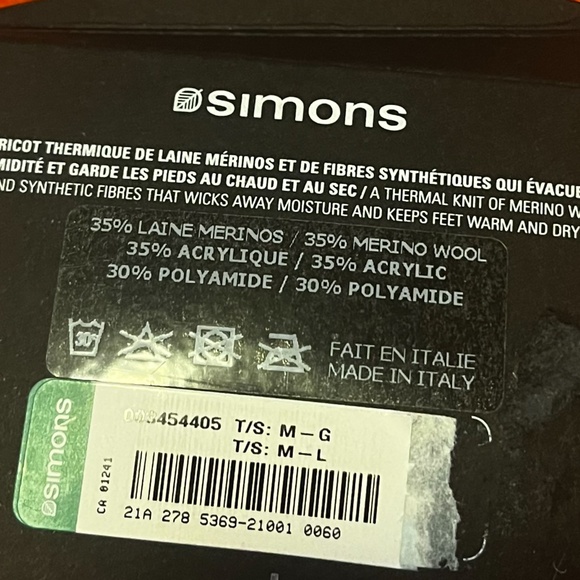 simons
RICOT THERMIQUE DE LAINE MÉRINOS ET DE FIBRES SYNTHÉTIQUES QUI ÉVACUE
MIDITÉ ET GARDE LES PIEDS AU CHAUD ET AU SEC / A THERMAL KNIT OF MERINO W
ND SYNTHETIC FIBRES THAT WICKS AWAY MOISTURE AND KEEPS FEET WARM AND DRY
35% LAINE MERINOS / 35% MERINO WOOL
35% ACRYLIQUE / 35% ACRYLIC
30% POLYAMIDE / 30% POLYAMIDE
30°
FAIT EN ITALIE
MADE IN ITALY
simons
CA 01241
T/S: M – G
T/S: M – L
21A 278 5369-21001 0060